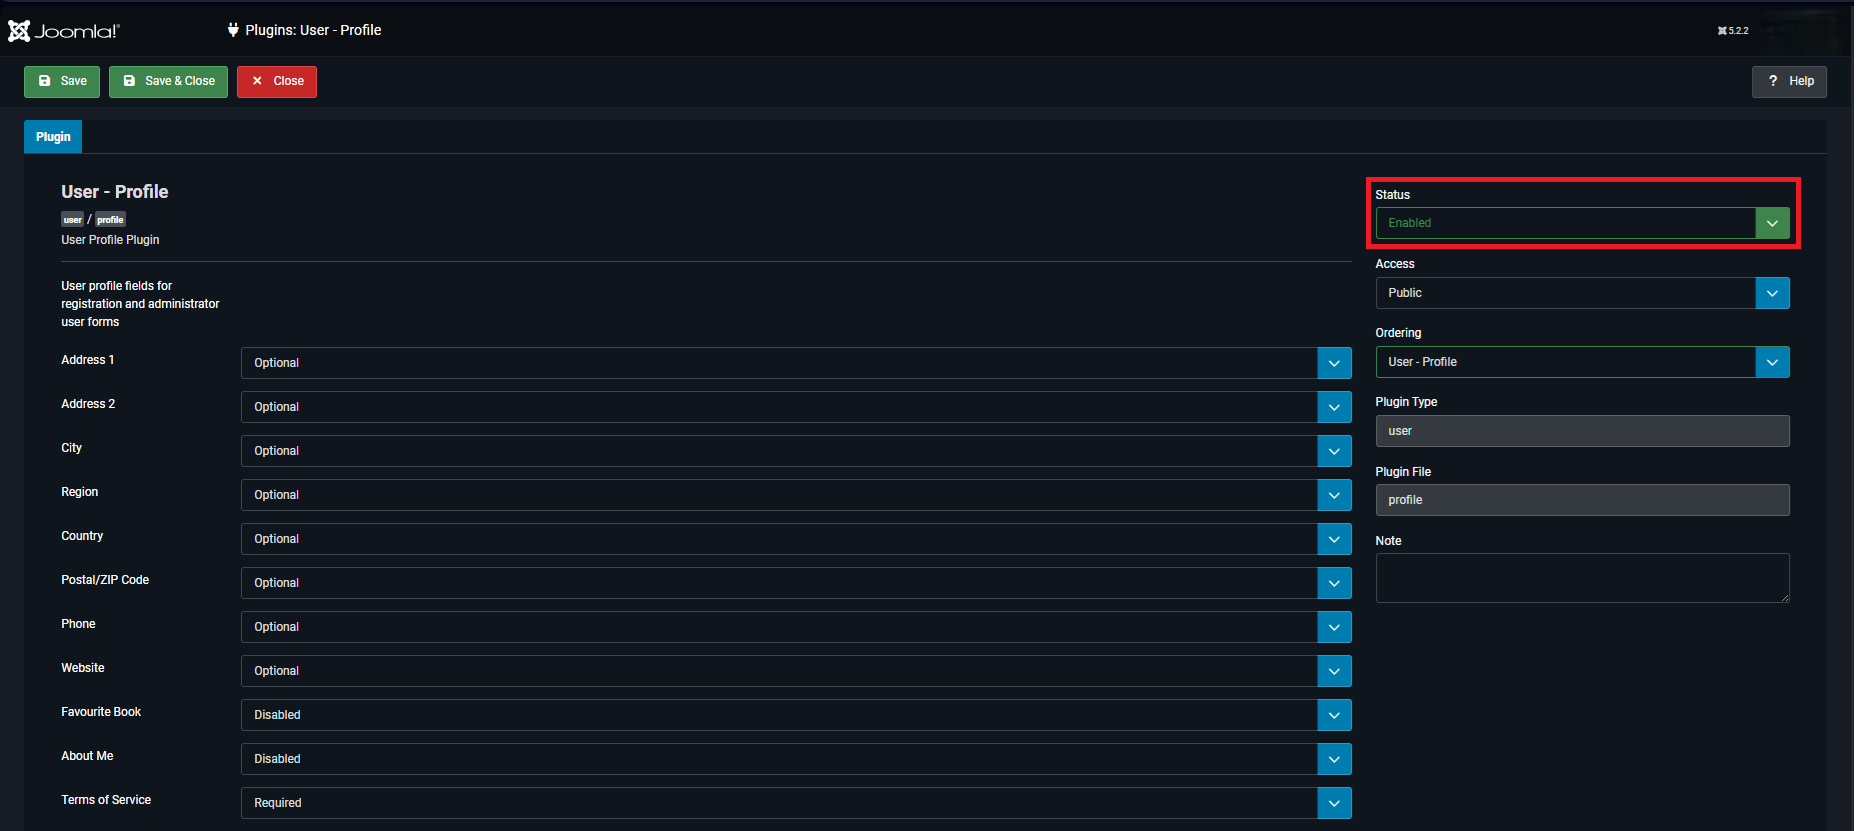 Joomla!®
Plugins: User - Profile
5.2.2
Save
Save & Close
Close
? Help
Plugin
User - Profile
user / profile
User Profile Plugin
User profile fields for
registration and administrator
user forms
Address 1
Optional
Address 2
Optional
City
Optional
Region
Optional
Country
Optional
Postal/ZIP Code
Optional
Phone
Optional
Website
Optional
Favourite Book
Disabled
About Me
Disabled
Terms of Service
Required
Status
Enabled
Access
Public
Ordering
User - Profile
Plugin Type
user
Plugin File
profile
Note